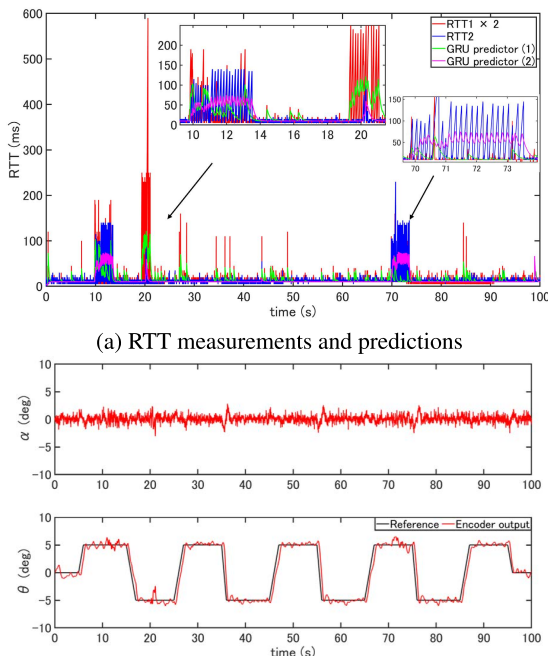 RTT1 × 2
RTT2
GRU predictor (1)
GRU predictor (2)
600
500
400
300
200
100
0
RTT (ms)
250
200
150
100
50
0
10 12 14 16 18 20
150
100
50
70 71 72 73
0 10 20 30 40 50 60 70 80 90 100
time (s)
(a) RTT measurements and predictions
10
5
0
-5
-10
α (deg)
0 10 20 30 40 50 60 70 80 90 100
Reference Encoder output
10
5
0
-5
-10
θ (deg)
0 10 20 30 40 50 60 70 80 90 100
time (s)